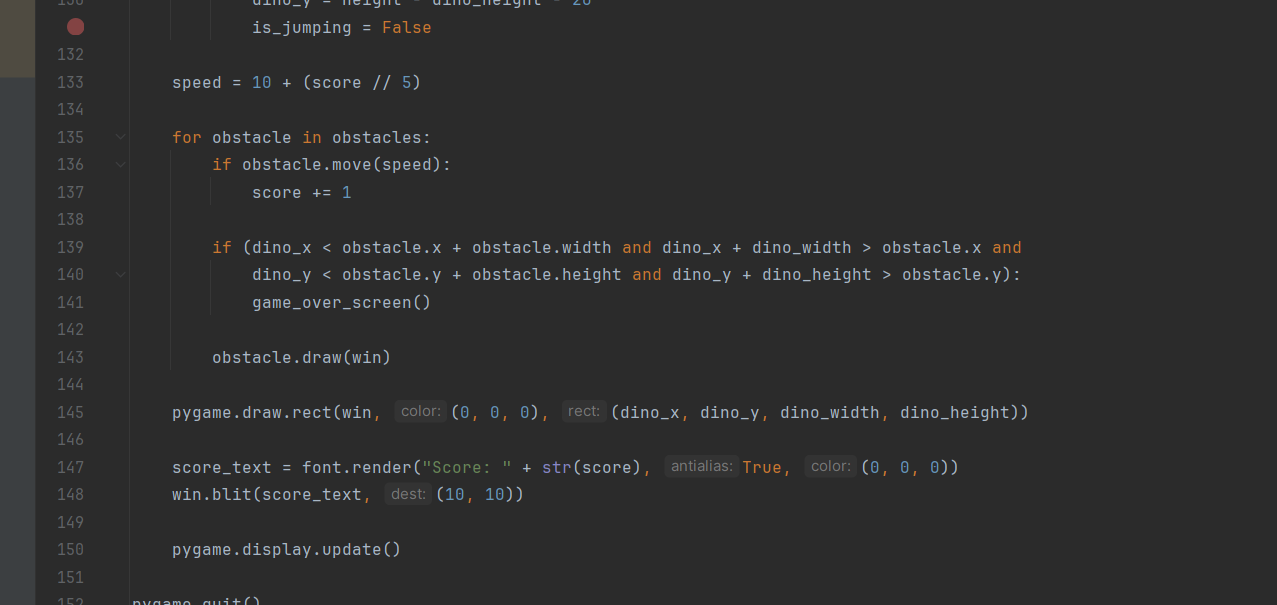 130 dino_y = height - dino_height - 20
is_jumping = False
132
133 speed = 10 + (score // 5)
134
135 for obstacle in obstacles:
136 if obstacle.move(speed):
137 score += 1
138
139 if (dino_x < obstacle.x + obstacle.width and dino_x + dino_width > obstacle.x and
140 dino_y < obstacle.y + obstacle.height and dino_y + dino_height > obstacle.y):
141 game_over_screen()
142
143 obstacle.draw(win)
144
145 pygame.draw.rect(win, color: (0, 0, 0), rect: (dino_x, dino_y, dino_width, dino_height))
146
147 score_text = font.render("Score: " + str(score), antialias: True, color: (0, 0, 0))
148 win.blit(score_text, dest: (10, 10))
149
150 pygame.display.update()
151
152 pygame.quit()